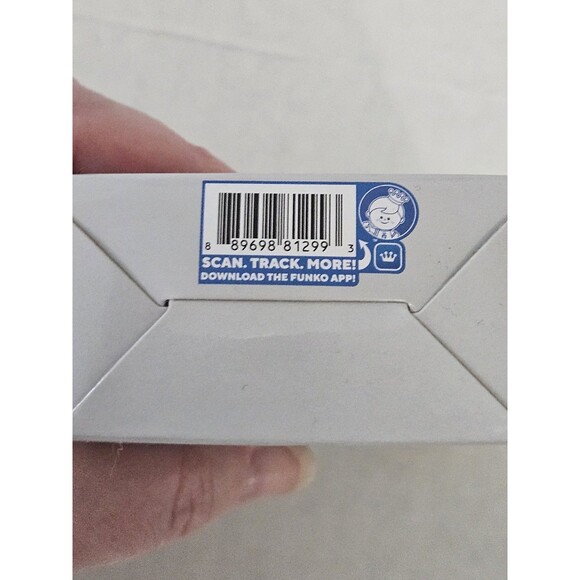 8 89698 81299 3
SCAN. TRACK. MORE!
DOWNLOAD THE FUNKO APP!